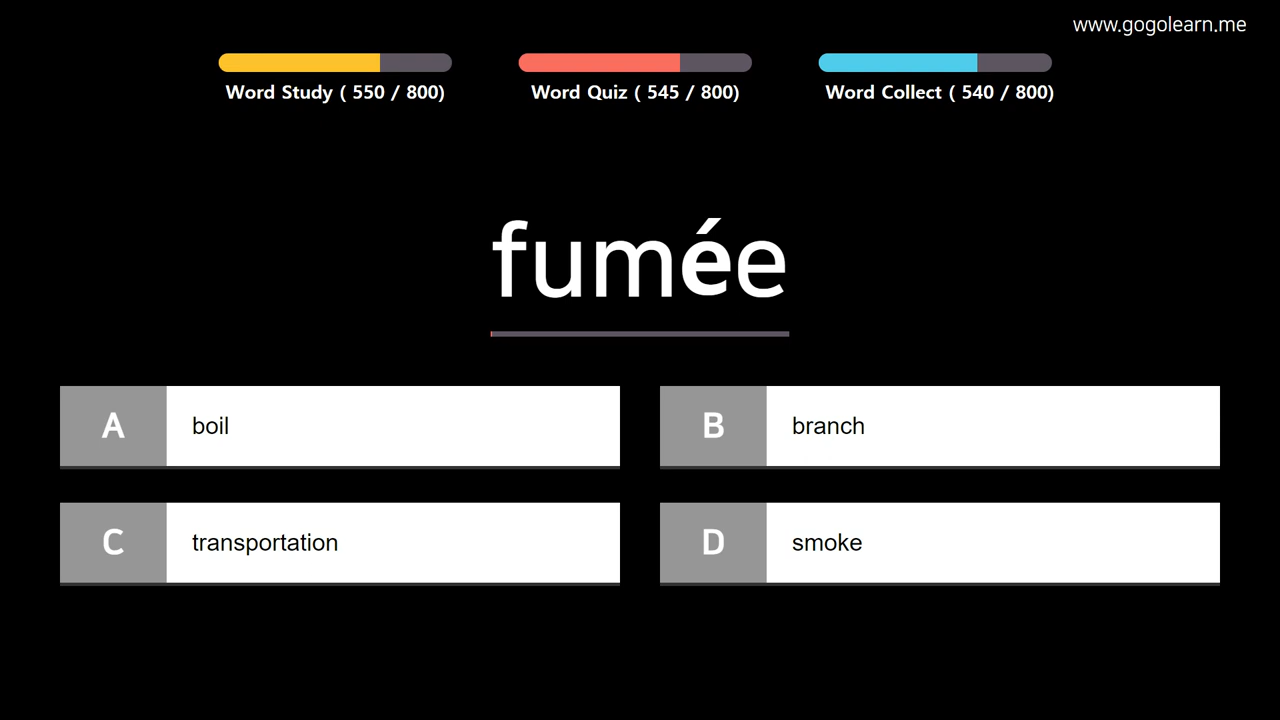 www.gogolearn.me
Word Study ( 550 / 800)
Word Quiz ( 545 / 800)
Word Collect ( 540 / 800)
fumée
A boil
B branch
C transportation
D smoke